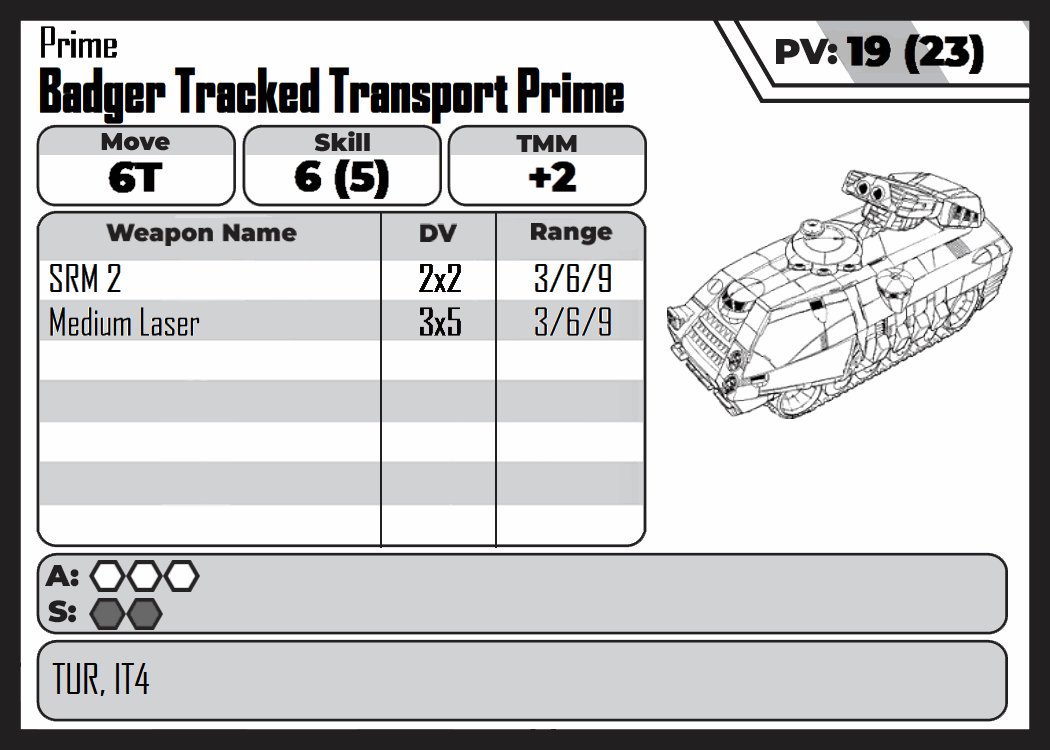 Prime
PV: 19 (23)
Badger Tracked Transport Prime
Move Skill TMM
6T 6 (5) +2
Weapon Name DV Range
SRM 2 2x2 3/6/9
Medium Laser 3x5 3/6/9
A:
S:
TUR, IT4